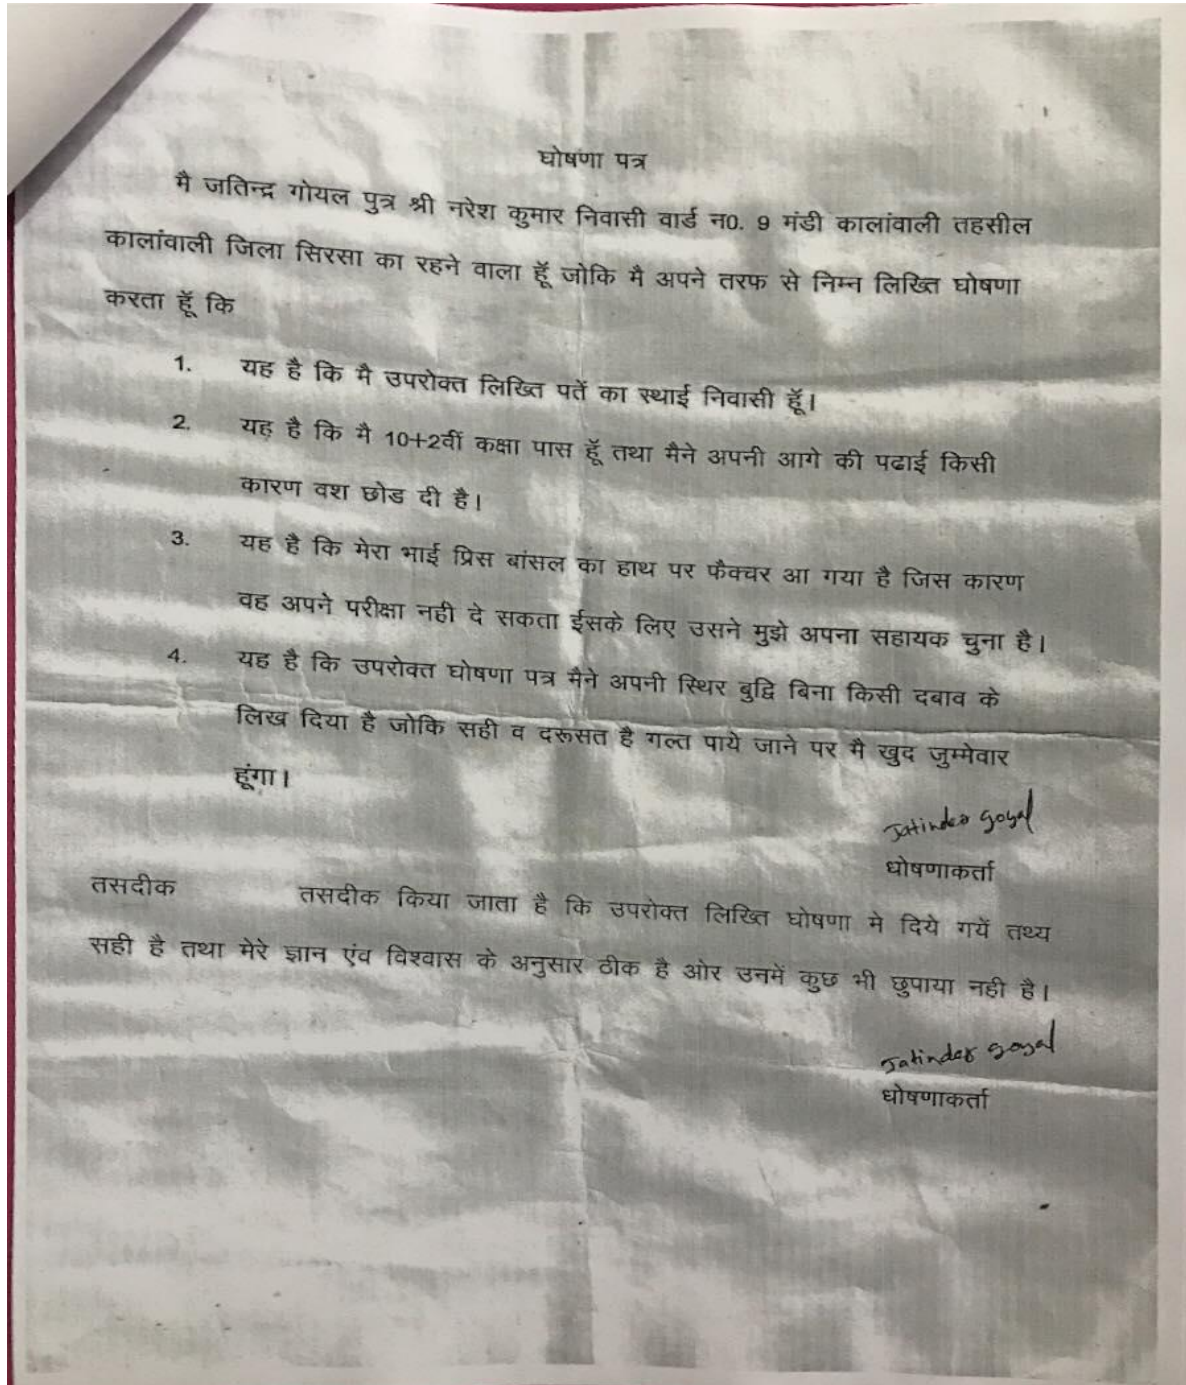 घोषणा पत्र
मै जतिन्द्र गोयल पुत्र श्री नरेश कुमार निवासी वार्ड न0. 9 मंडी कालांवाली तहसील
कालांवाली जिला सिरसा का रहने वाला हूॅ जोकि मै अपने तरफ से निम्न लिख्ति घोषणा
करता हूॅ कि
1. यह है कि मै उपरोक्त लिख्ति पतें का स्थाई निवासी हूॅ।
2. यह है कि मै 10+2वीं कक्षा पास हूॅ तथा मैने अपनी आगे की पढाई किसी
कारण वश छोड दी है।
3. यह है कि मेरा भाई प्रिस बांसल का हाथ पर फैक्चर आ गया है जिस कारण
वह अपने परीक्षा नही दे सकता ईसके लिए उसने मुझे अपना सहायक चुना है।
4. यह है कि उपरोक्त घोषणा पत्र मैने अपनी स्थिर बुद्वि बिना किसी दबाव के
लिख दिया है जोकि सही व दरूसत है गल्त पाये जाने पर मै खुद जुम्मेवार
हूंगा।
Jatinder goyal
घोषणाकर्ता
तसदीक तसदीक किया जाता है कि उपरोक्त लिख्ति घोषणा मे दिये गयें तथ्य
सही है तथा मेरे ज्ञान एंव विश्वास के अनुसार ठीक है ओर उनमें कुछ भी छुपाया नही है।
Jatinder goyal
घोषणाकर्ता